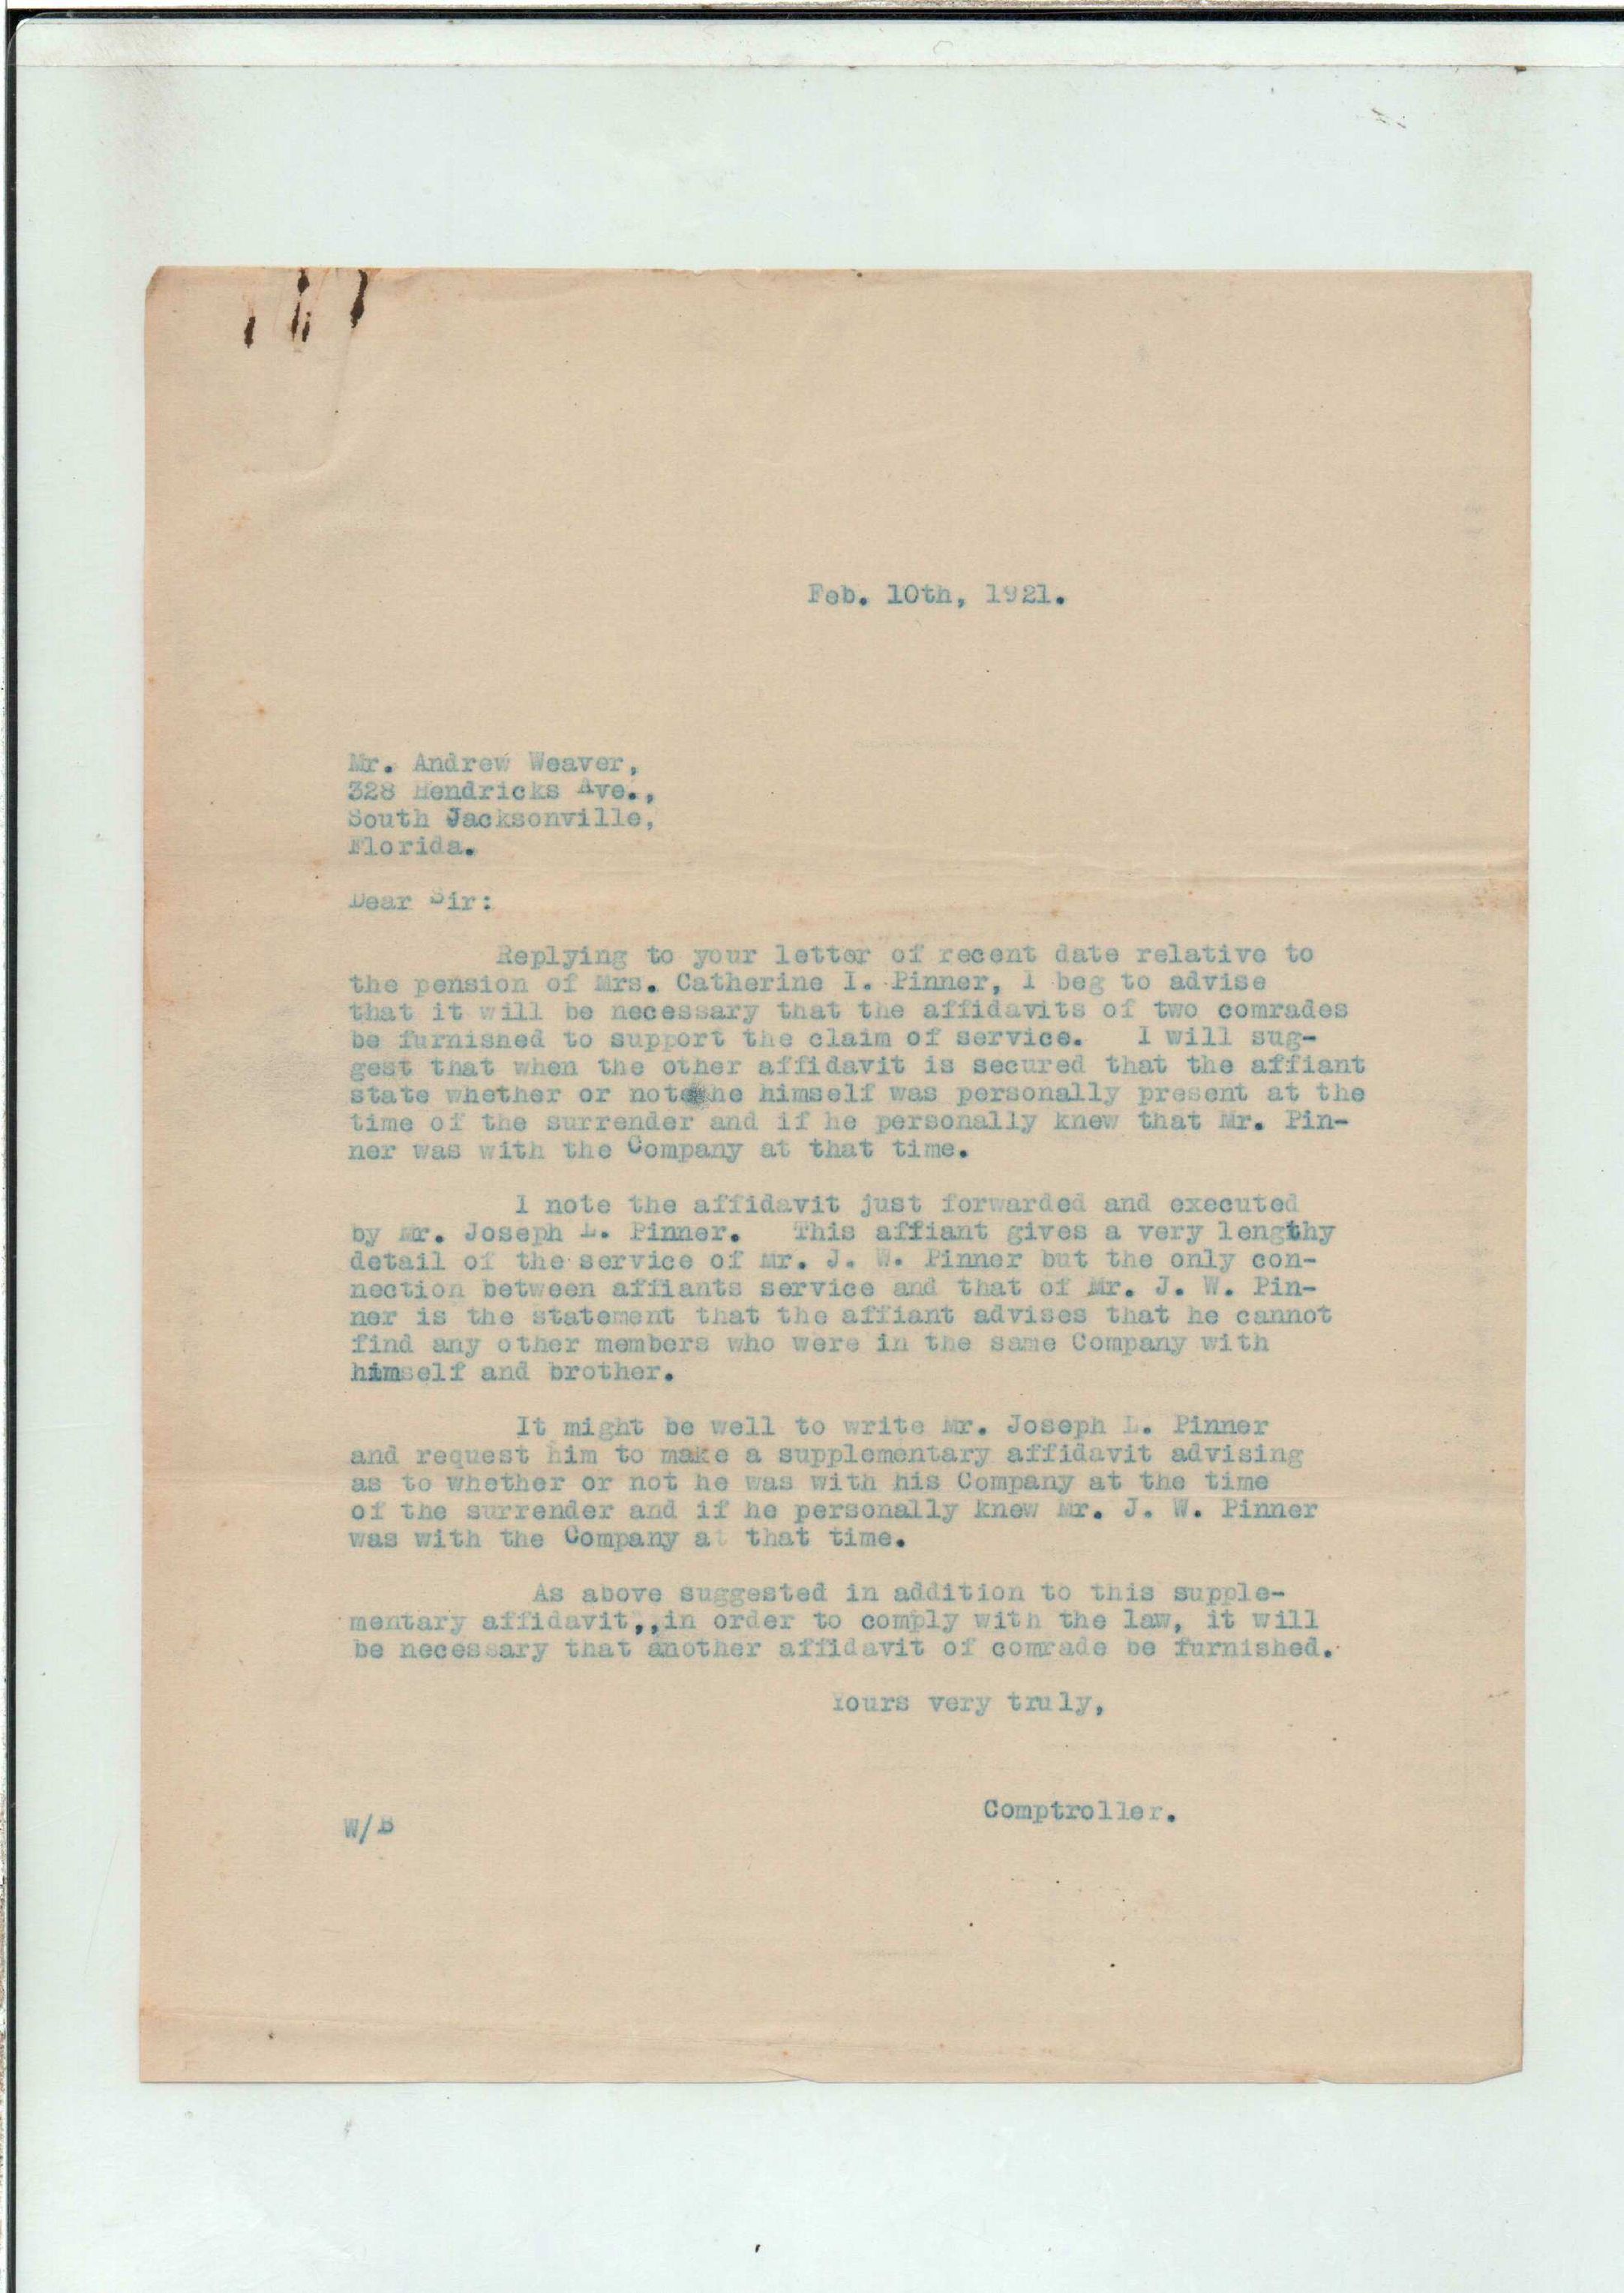 Feb. 10th, 1921.
Mr. Andrew Weaver,
328 Hendricks Ave.,
South Jacksonville,
Florida.
Dear Sir:
Replying to your letter of recent date relative to
the pension of Mrs. Catherine I. Pinner, I beg to advise
that it will be necessary that the affidavits of two comrades
be furnished to support the claim of service. I will sug-
gest that when the other affidavit is secured that the affiant
state whether or not he himself was personally present at the
time of the surrender and if he personally knew that Mr. Pin-
ner was with the Company at that time.
I note the affidavit just forwarded and executed
by Mr. Joseph L. Pinner. This affiant gives a very lengthy
detail of the service of Mr. J. W. Pinner but the only con-
nection between affiants service and that of Mr. J. W. Pin-
ner is the statement that the affiant advises that he cannot
find any other members who were in the same Company with
himself and brother.
It might be well to write Mr. Joseph L. Pinner
and request him to make a supplementary affidavit advising
as to whether or not he was with his Company at the time
of the surrender and if he personally knew Mr. J. W. Pinner
was with the Company at that time.
As above suggested in addition to this supple-
mentary affidavit,,in order to comply with the law, it will
be necessary that another affidavit of comrade be furnished.
Yours very truly,
Comptroller.
W/B